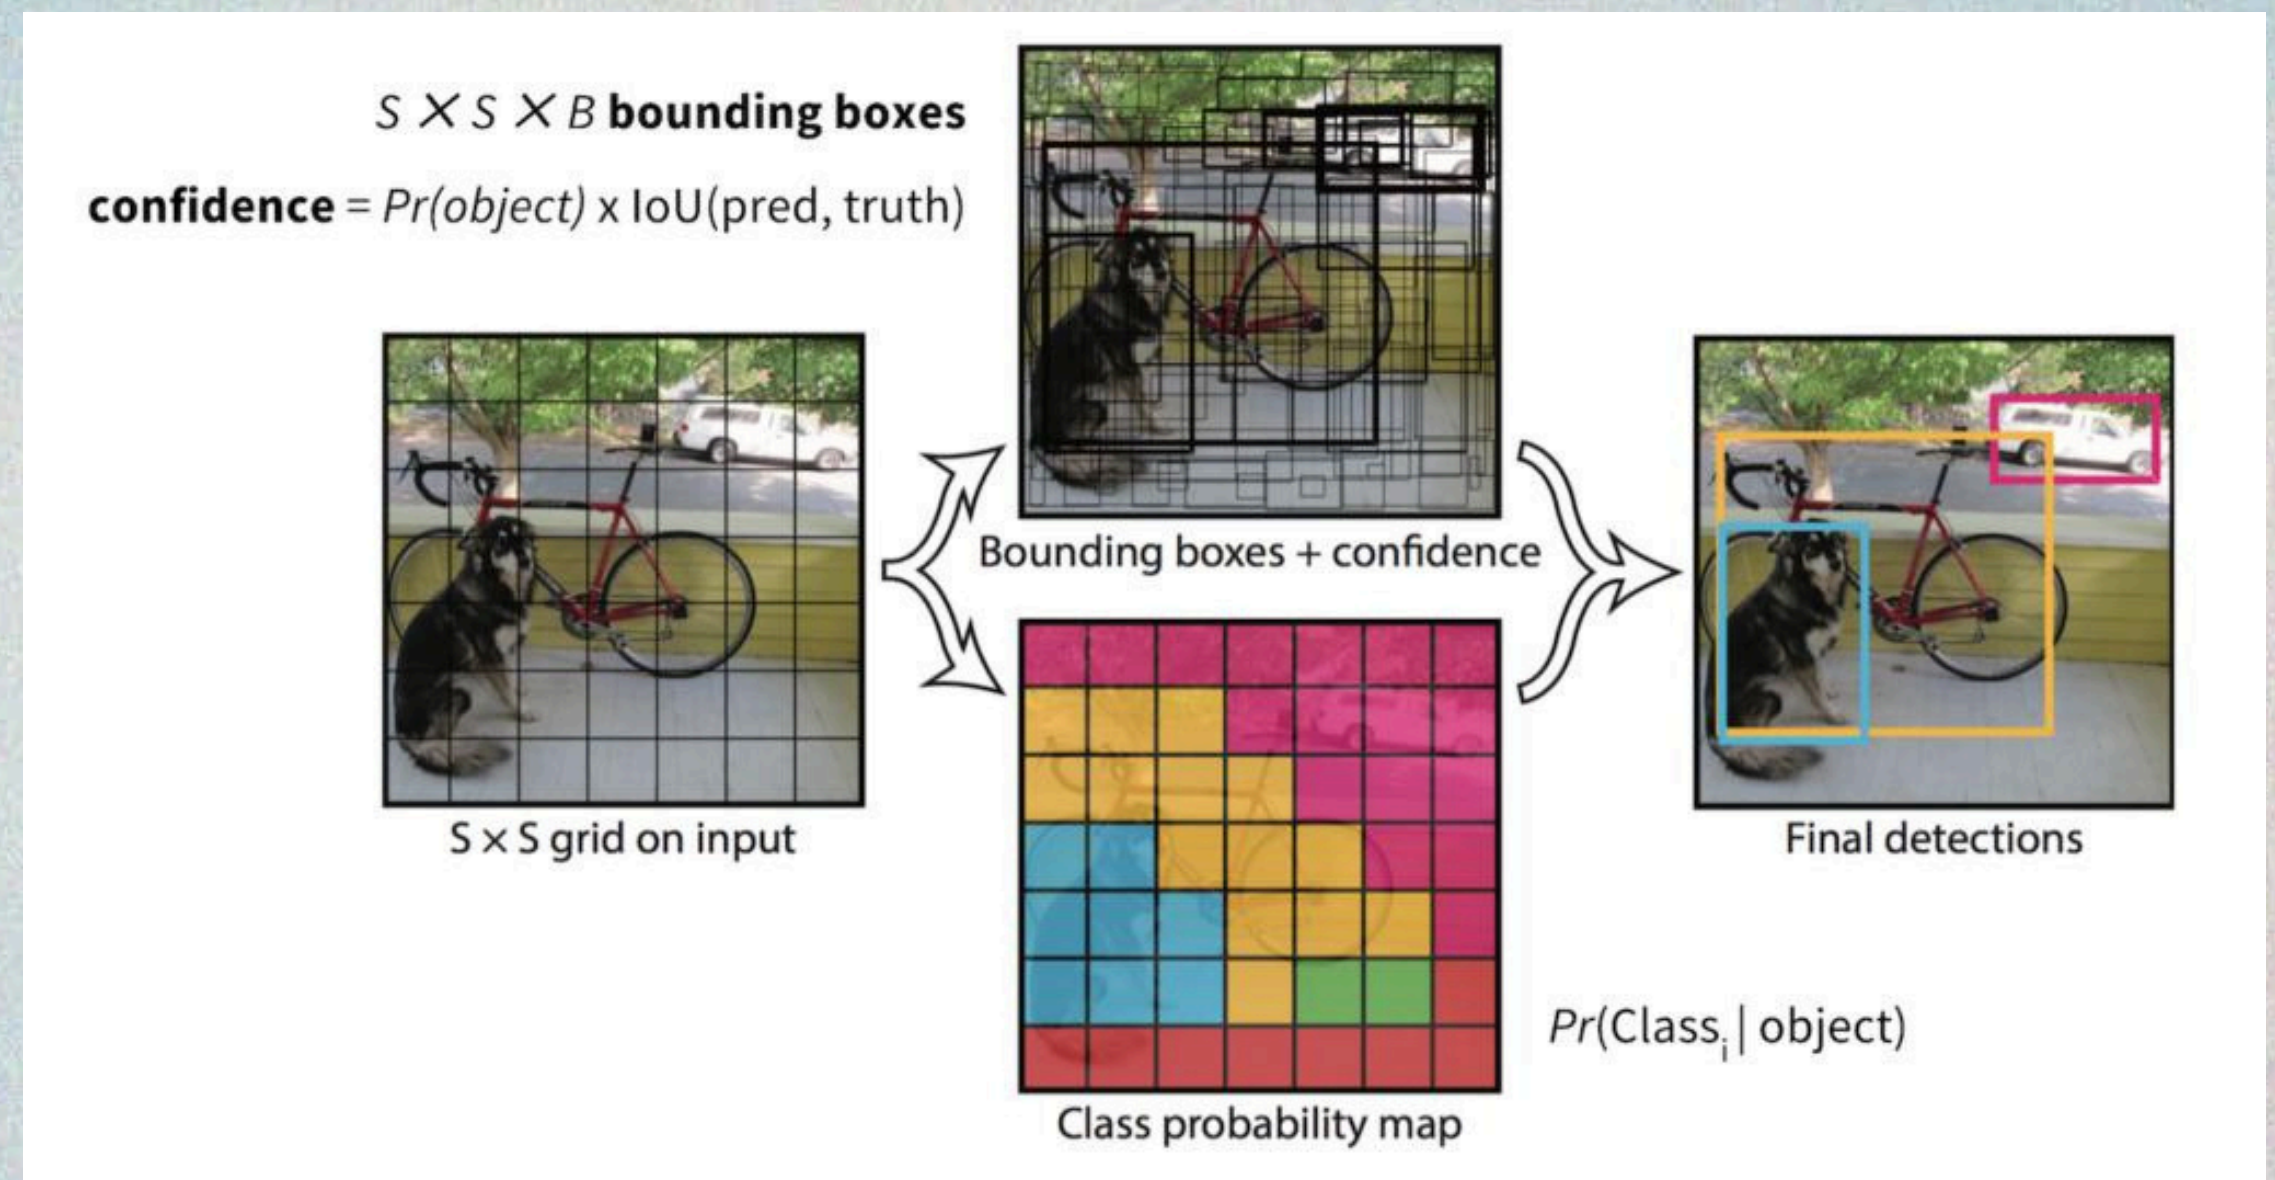 S × S × B bounding boxes
confidence = Pr(object) x IoU(pred, truth)
Bounding boxes + confidence
S × S grid on input
Final detections
Pr(Classᵢ | object)
Class probability map